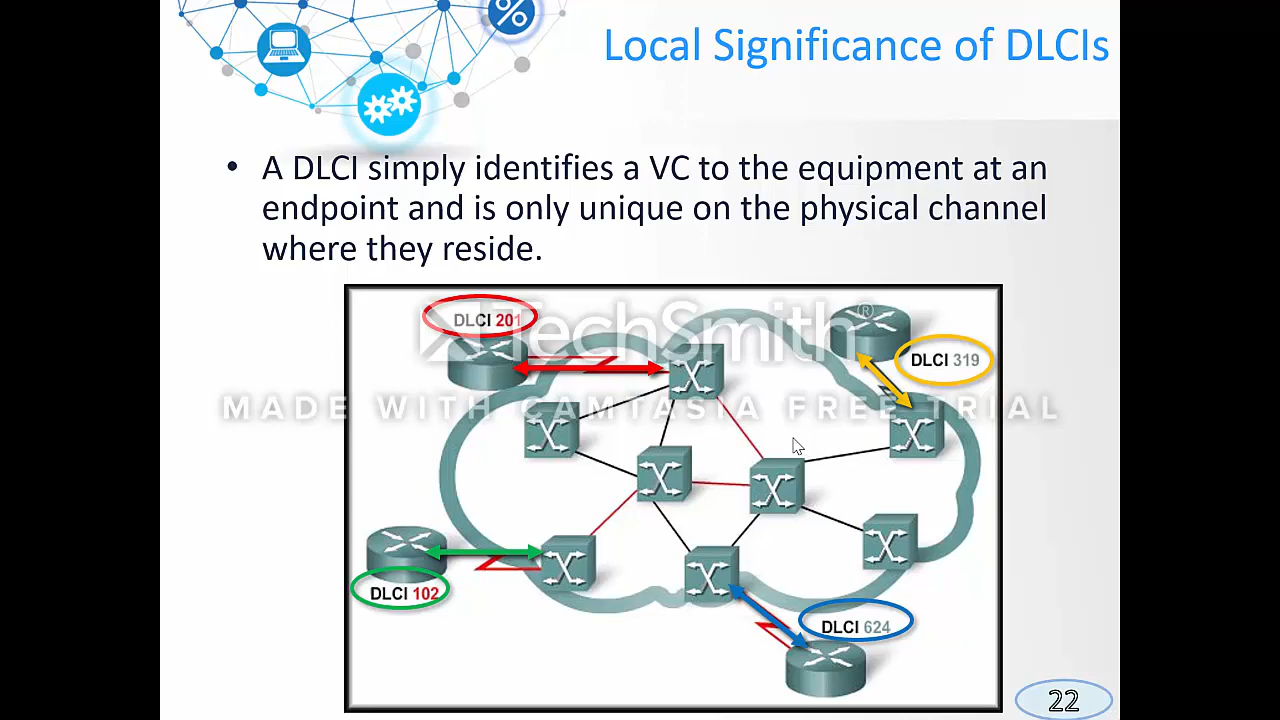 Local Significance of DLCIs
• A DLCI simply identifies a VC to the equipment at an
endpoint and is only unique on the physical channel
where they reside.
DLCI 201
TechSmith®
DLCI 319
MADE WITH CAMTASIA FREE TRIAL
DLCI 102
DLCI 624
22
%